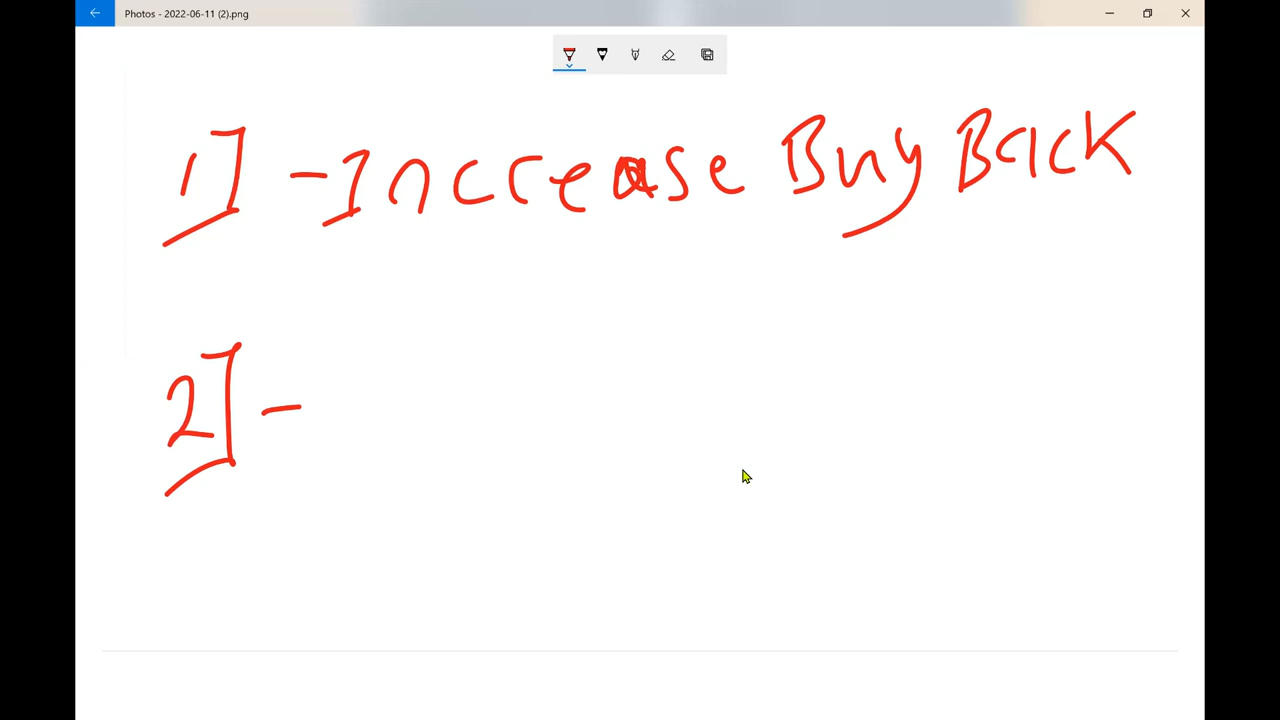 Photos - 2022-06-11 (2).png
1] - Increase Buy Back
2] -